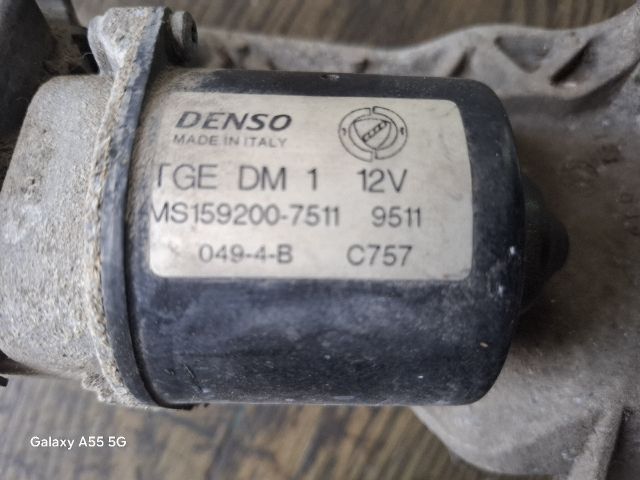 DENSO
MADE IN ITALY
TGE DM 1 12V
MS159200-7511 9511
049-4-B C757
Galaxy A55 5G